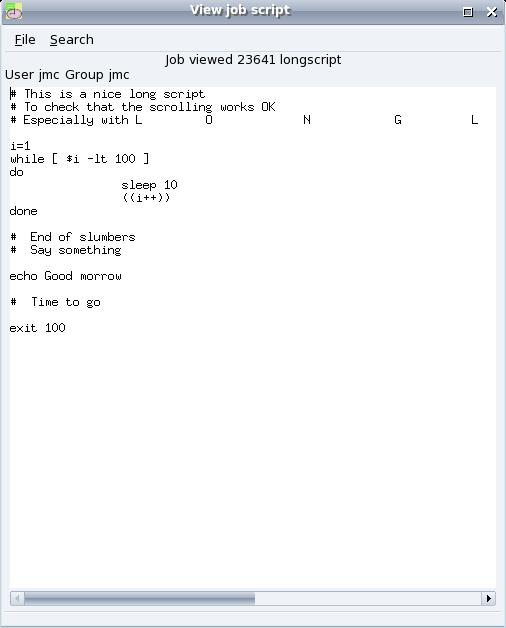 View job script
File Search
Job viewed 23641 longscript
User jmc Group jmc
# This is a nice long script
# To check that the scrolling works OK
# Especially with L O N G L
i=1
while [ $i -lt 100 ]
do
sleep 10
((i++))
done
# End of slumbers
# Say something
echo Good morrow
# Time to go
exit 100